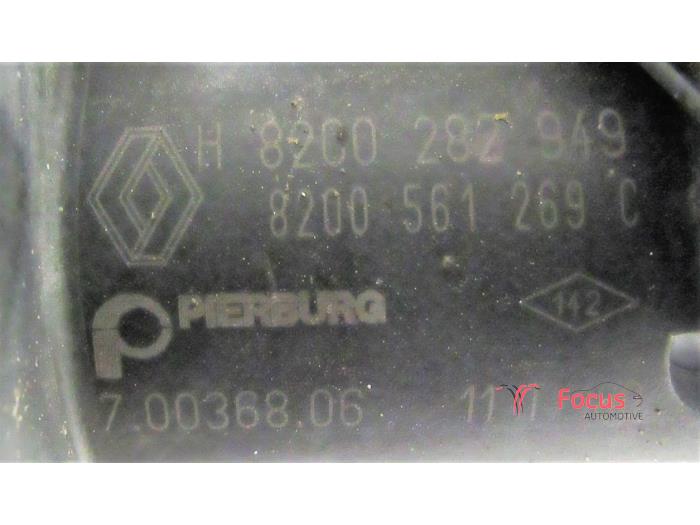 H 8200 282 949
8200 561 269 C
PIERBURG
142
7.00368.06
Focus
AUTOMOTIVE